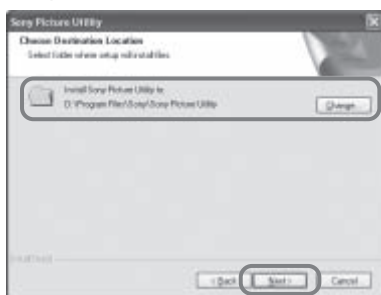 Sony Picture Utility
Choose Destination Location
Select folder where setup will install files.
Install Sony Picture Utility to:
D:\Program Files\Sony\Sony Picture Utility
Change...
InstallShield
< Back
Next >
Cancel